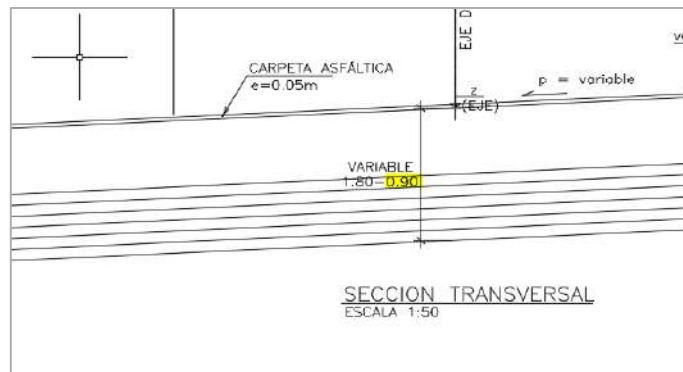 EJE D
CARPETA ASFÁLTICA
e=0.05m
p = variable
z
(EJE)
VARIABLE
1.80-0.90
SECCION TRANSVERSAL
ESCALA 1:50